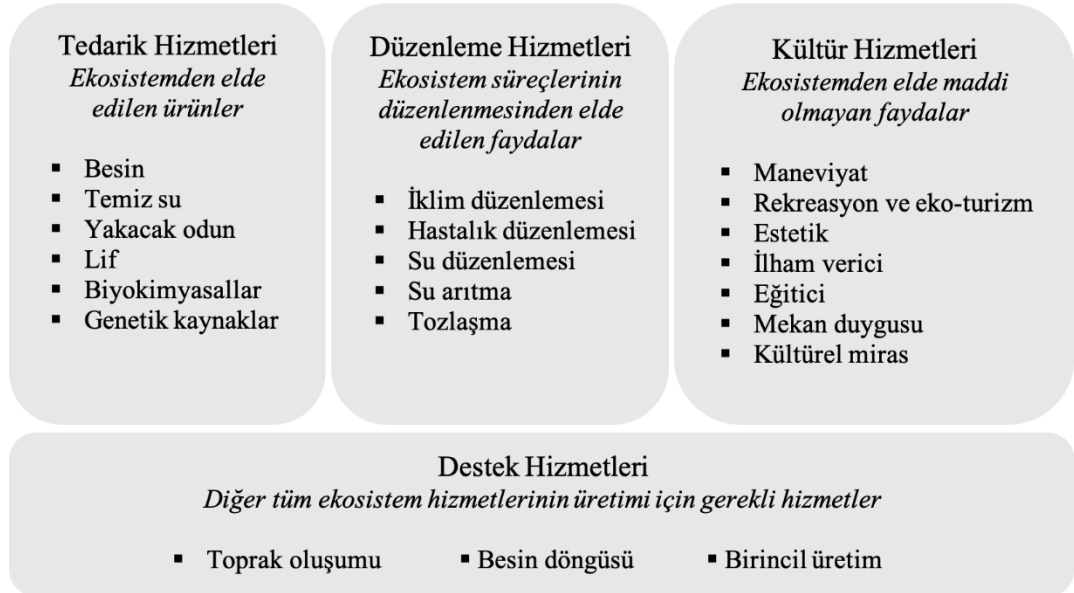 Tedarik Hizmetleri
Ekosistemden elde
edilen ürünler
▪ Besin
▪ Temiz su
▪ Yakacak odun
▪ Lif
▪ Biyokimyasallar
▪ Genetik kaynaklar
Düzenleme Hizmetleri
Ekosistem süreçlerinin
düzenlenmesinden elde
edilen faydalar
▪ İklim düzenlemesi
▪ Hastalık düzenlemesi
▪ Su düzenlemesi
▪ Su arıtma
▪ Tozlaşma
Kültür Hizmetleri
Ekosistemden elde maddi
olmayan faydalar
▪ Maneviyat
▪ Rekreasyon ve eko-turizm
▪ Estetik
▪ İlham verici
▪ Eğitici
▪ Mekan duygusu
▪ Kültürel miras
Destek Hizmetleri
Diğer tüm ekosistem hizmetlerinin üretimi için gerekli hizmetler
▪ Toprak oluşumu ▪ Besin döngüsü ▪ Birincil üretim